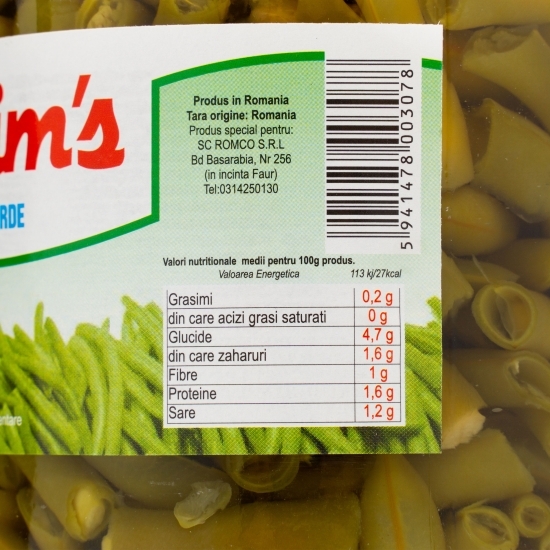 im's
RDE
Produs in Romania
Tara origine: Romania
Produs special pentru:
SC ROMCO S.R.L
Bd Basarabia, Nr 256
(in incinta Faur)
Tel:0314250130
5 941478 003078
Valori nutritionale medii pentru 100g produs.
Valoarea Energetica 113 kj/27kcal
Grasimi 0,2 g
din care acizi grasi saturati 0 g
Glucide 4,7 g
din care zaharuri 1,6 g
Fibre 1 g
Proteine 1,6 g
Sare 1,2 g